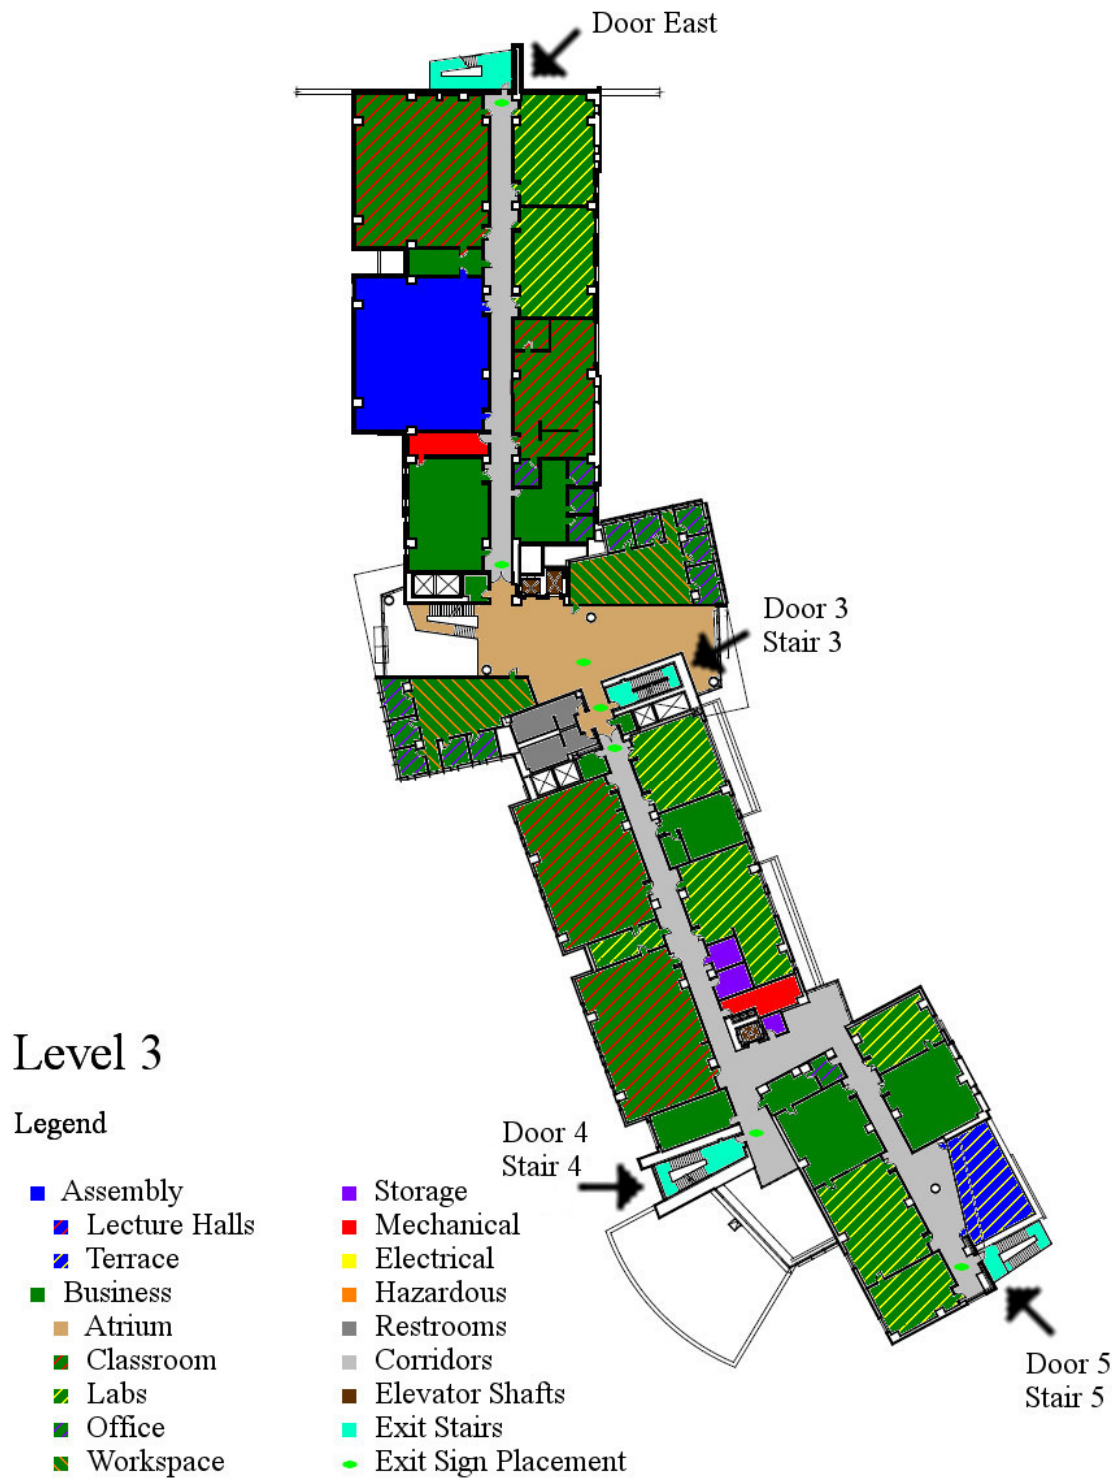 Door East
Door 3
Stair 3
Level 3
Legend
Door 4
Stair 4
Assembly
Lecture Halls
Terrace
Business
Atrium
Classroom
Labs
Office
Workspace
Storage
Mechanical
Electrical
Hazardous
Restrooms
Corridors
Elevator Shafts
Exit Stairs
Exit Sign Placement
Door 5
Stair 5